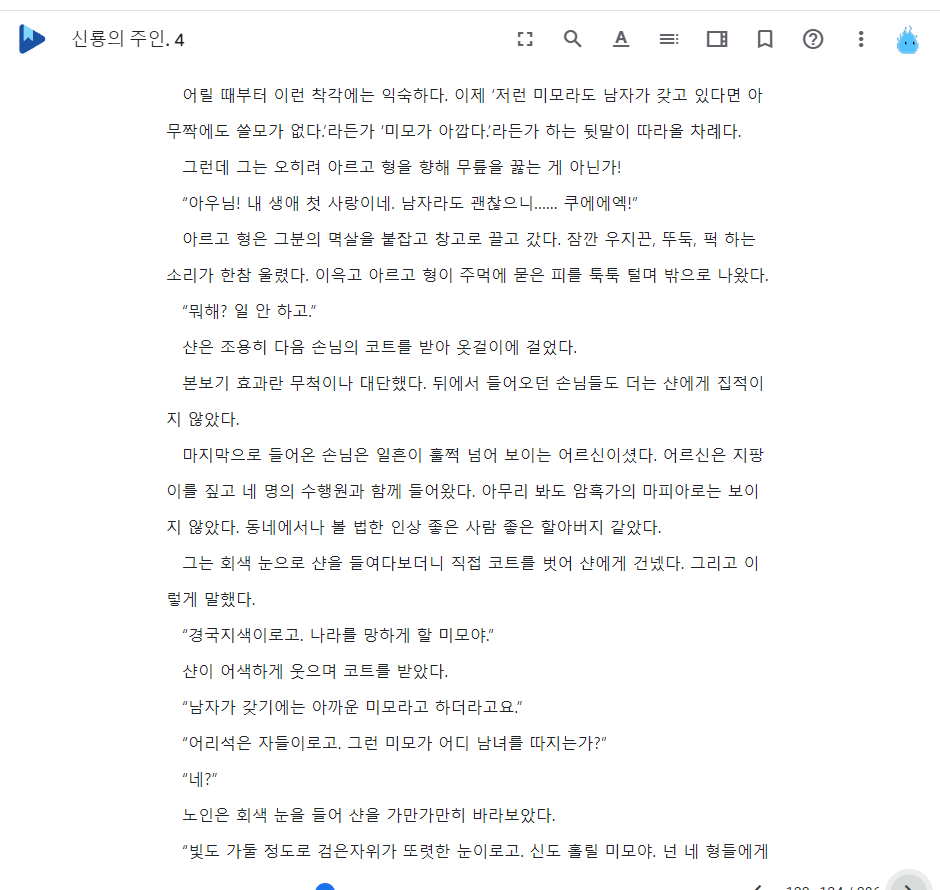 신룡의 주인. 4
어릴 때부터 이런 착각에는 익숙하다. 이제 ‘저런 미모라도 남자가 갖고 있다면 아
무짝에도 쓸모가 없다.’라든가 ‘미모가 아깝다.’라든가 하는 뒷말이 따라올 차례다.
그런데 그는 오히려 아르고 형을 향해 무릎을 꿇는 게 아닌가!
“아우님! 내 생애 첫 사랑이네. 남자라도 괜찮으니…… 쿠에에엑!”
아르고 형은 그분의 멱살을 붙잡고 창고로 끌고 갔다. 잠깐 우지끈, 뚜둑, 퍽 하는
소리가 한참 울렸다. 이윽고 아르고 형이 주먹에 묻은 피를 툭툭 털며 밖으로 나왔다.
“뭐해? 일 안 하고.”
샨은 조용히 다음 손님의 코트를 받아 옷걸이에 걸었다.
본보기 효과란 무척이나 대단했다. 뒤에서 들어오던 손님들도 더는 샨에게 집적이
지 않았다.
마지막으로 들어온 손님은 일흔이 훌쩍 넘어 보이는 어르신이셨다. 어르신은 지팡
이를 짚고 네 명의 수행원과 함께 들어왔다. 아무리 봐도 암흑가의 마피아로는 보이
지 않았다. 동네에서나 볼 법한 인상 좋은 사람 좋은 할아버지 같았다.
그는 회색 눈으로 샨을 들여다보더니 직접 코트를 벗어 샨에게 건넸다. 그리고 이
렇게 말했다.
“경국지색이로고. 나라를 망하게 할 미모야.”
샨이 어색하게 웃으며 코트를 받았다.
“남자가 갖기에는 아까운 미모라고 하더라고요.”
“어리석은 자들이로고. 그런 미모가 어디 남녀를 따지는가?”
“네?”
노인은 회색 눈을 들어 샨을 가만가만히 바라보았다.
“빛도 가둘 정도로 검은자위가 또렷한 눈이로고. 신도 홀릴 미모야. 넌 네 형들에게